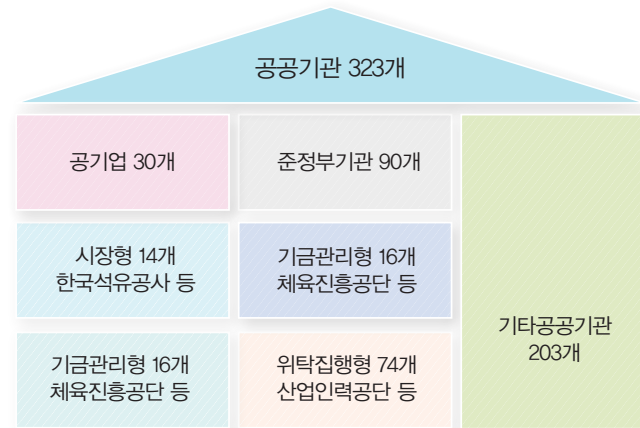 공공기관 323개
공기업 30개
준정부기관 90개
시장형 14개
한국석유공사 등
기금관리형 16개
체육진흥공단 등
기타공공기관
203개
기금관리형 16개
체육진흥공단 등
위탁집행형 74개
산업인력공단 등